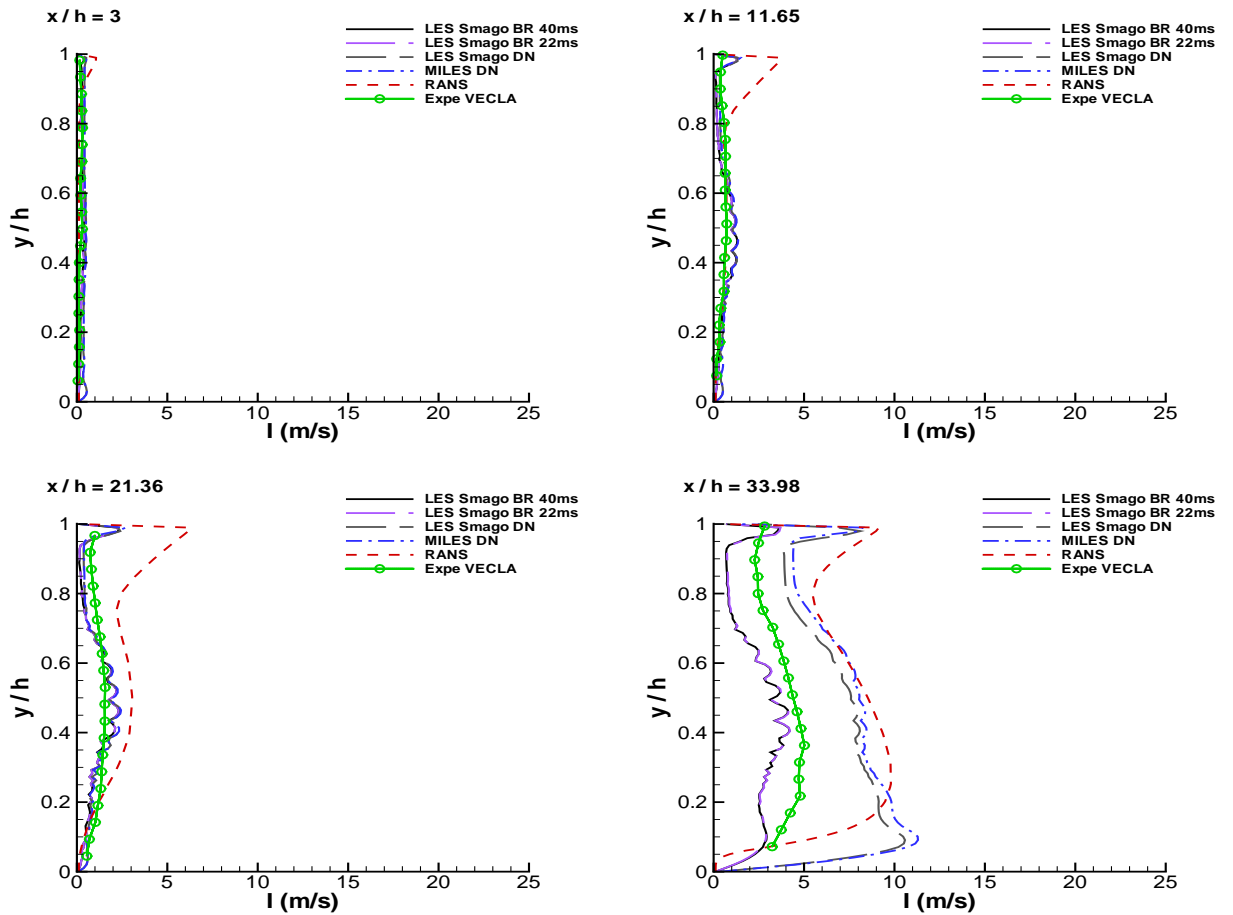 x / h = 3
LES Smago BR 40ms
LES Smago BR 22ms
LES Smago DN
MILES DN
RANS
Expe VECLA
1
0.8
0.6
0.4
0.2
0
y / h
0 5 10 15 20 25
I (m/s)
x / h = 11.65
LES Smago BR 40ms
LES Smago BR 22ms
LES Smago DN
MILES DN
RANS
Expe VECLA
1
0.8
0.6
0.4
0.2
0
y / h
0 5 10 15 20 25
I (m/s)
x / h = 21.36
LES Smago BR 40ms
LES Smago BR 22ms
LES Smago DN
MILES DN
RANS
Expe VECLA
1
0.8
0.6
0.4
0.2
0
y / h
0 5 10 15 20 25
I (m/s)
x / h = 33.98
LES Smago BR 40ms
LES Smago BR 22ms
LES Smago DN
MILES DN
RANS
Expe VECLA
1
0.8
0.6
0.4
0.2
0
y / h
0 5 10 15 20 25
I (m/s)